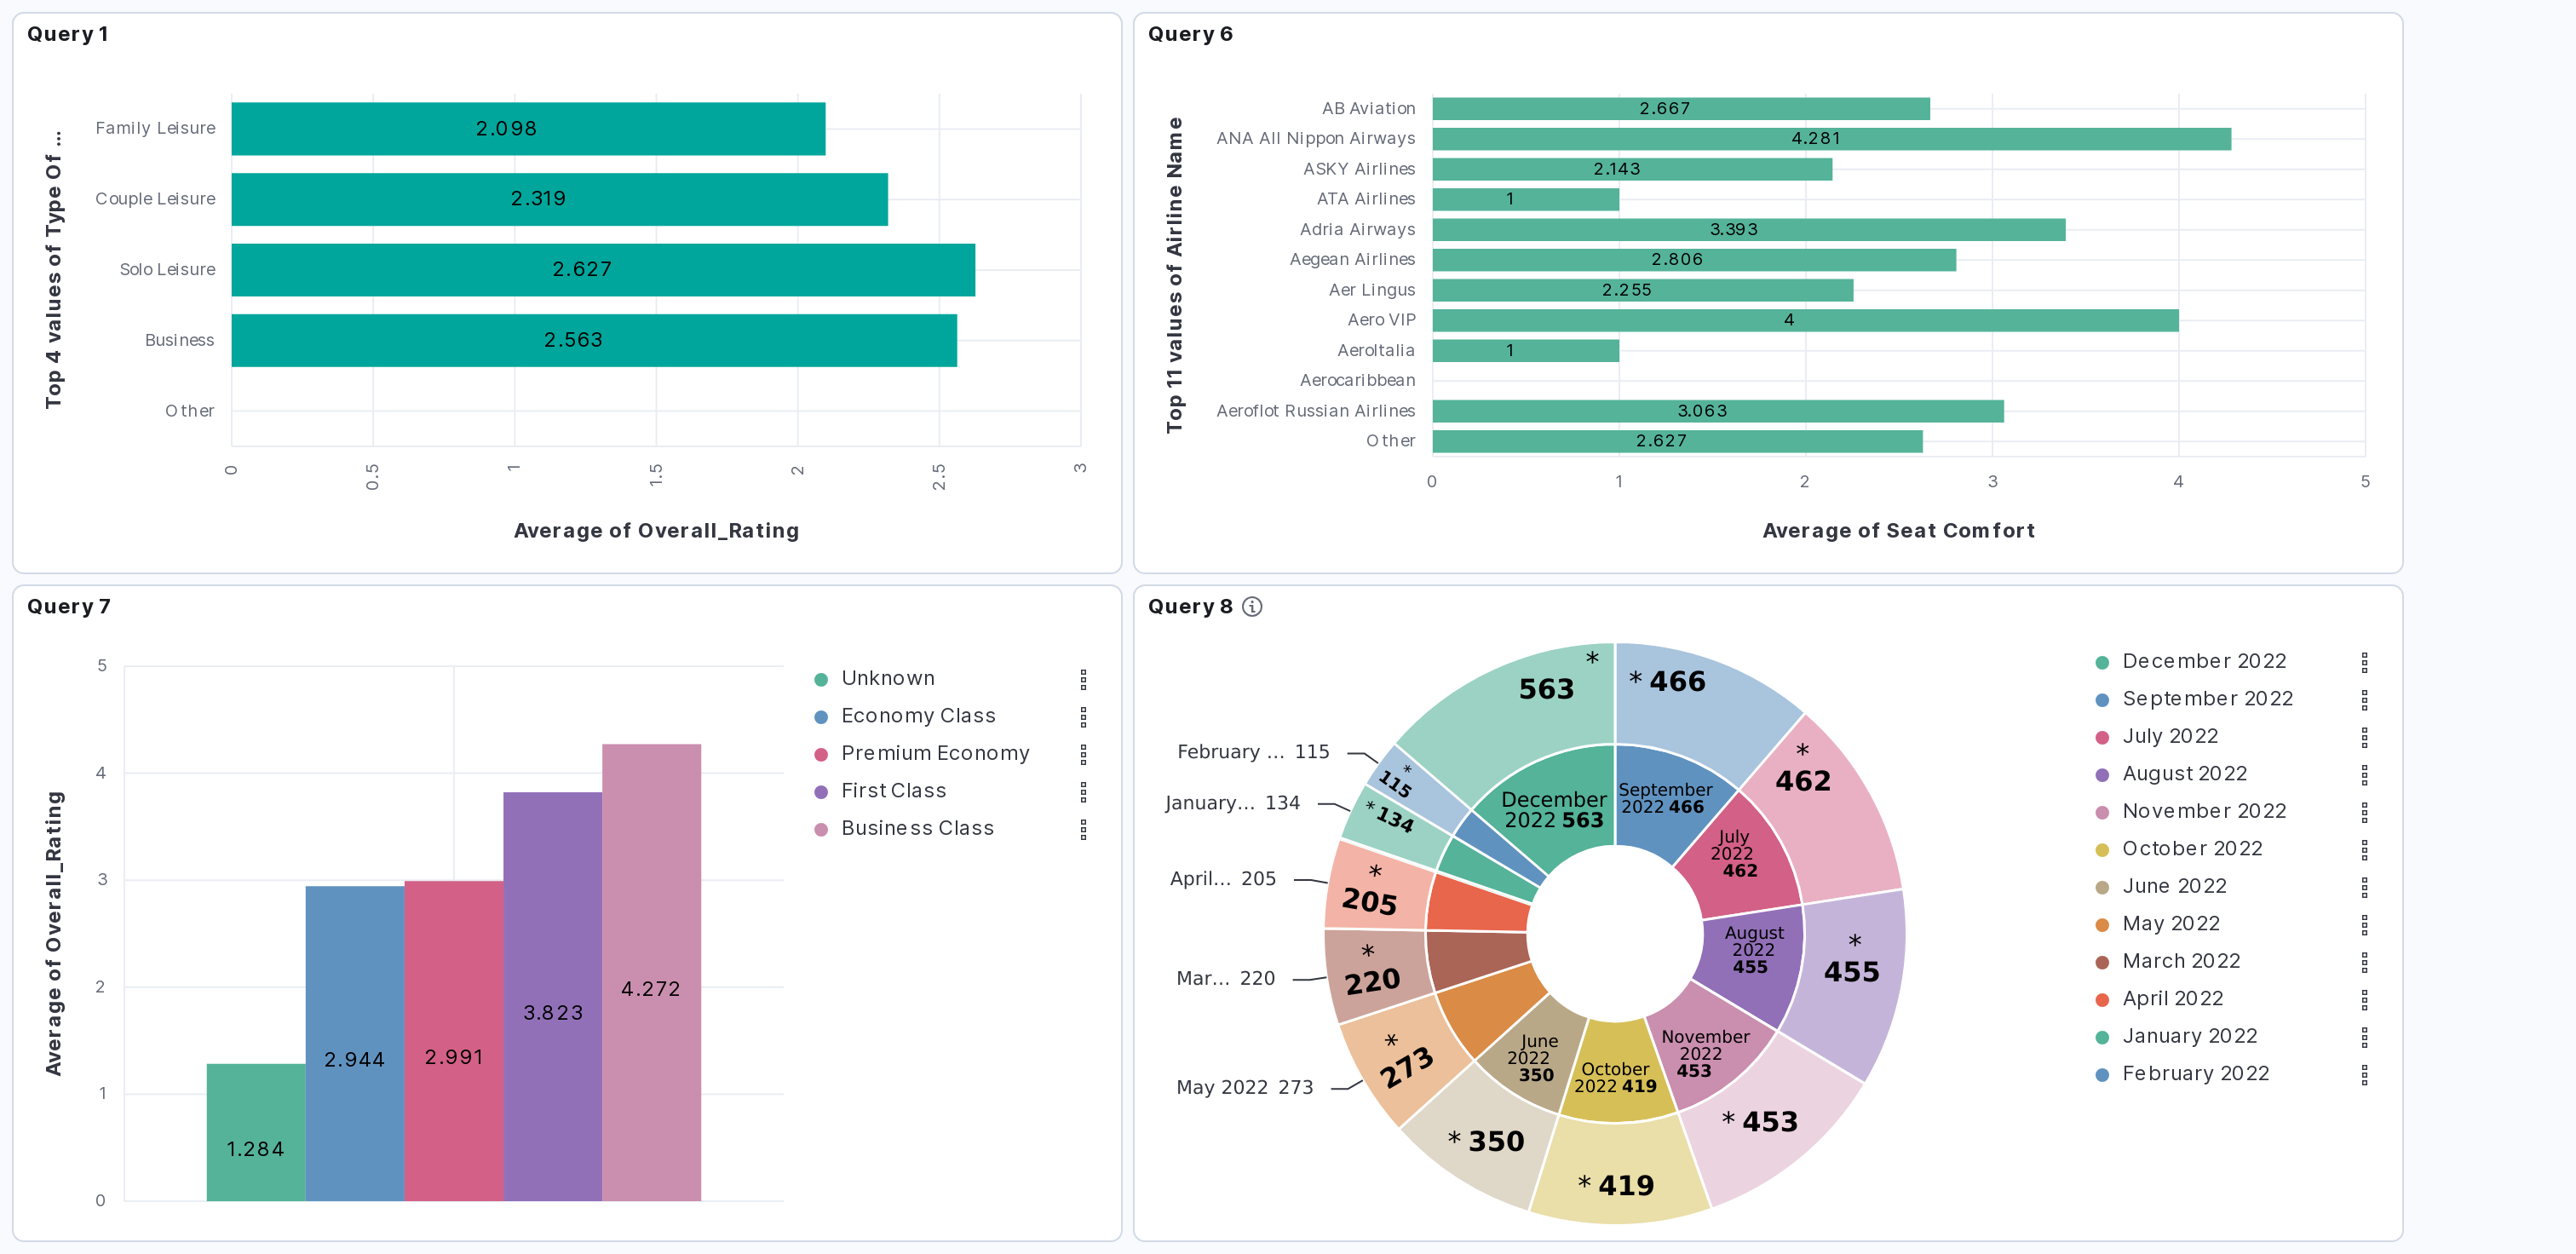 Query 1
Top 4 values of Type Of ...
Family Leisure
2.098
Couple Leisure
2.319
Solo Leisure
2.627
Business
2.563
Other
0
0.5
1
1.5
2
2.5
3
Average of Overall_Rating
Query 6
Top 11 values of Airline Name
AB Aviation
2.667
ANA All Nippon Airways
4.281
ASKY Airlines
2.143
ATA Airlines
1
Adria Airways
3.393
Aegean Airlines
2.806
Aer Lingus
2.255
Aero VIP
4
AeroItalia
1
Aerocaribbean
Aeroflot Russian Airlines
3.063
Other
2.627
0
1
2
3
4
5
Average of Seat Comfort
Query 7
Average of Overall_Rating
5
4
3
2
1
0
1.284
2.944
2.991
3.823
4.272
Unknown
Economy Class
Premium Economy
First Class
Business Class
Query 8
* 
563
* 466
*
462
*
455
* 453
* 419
* 350
*
273
*
220
*
205
* 134
*
115
December
2022 563
September
2022 466
July
2022
462
August
2022
455
November
2022
453
October
2022 419
June
2022
350
February ... 115
January... 134
April... 205
Mar... 220
May 2022 273
December 2022
September 2022
July 2022
August 2022
November 2022
October 2022
June 2022
May 2022
March 2022
April 2022
January 2022
February 2022